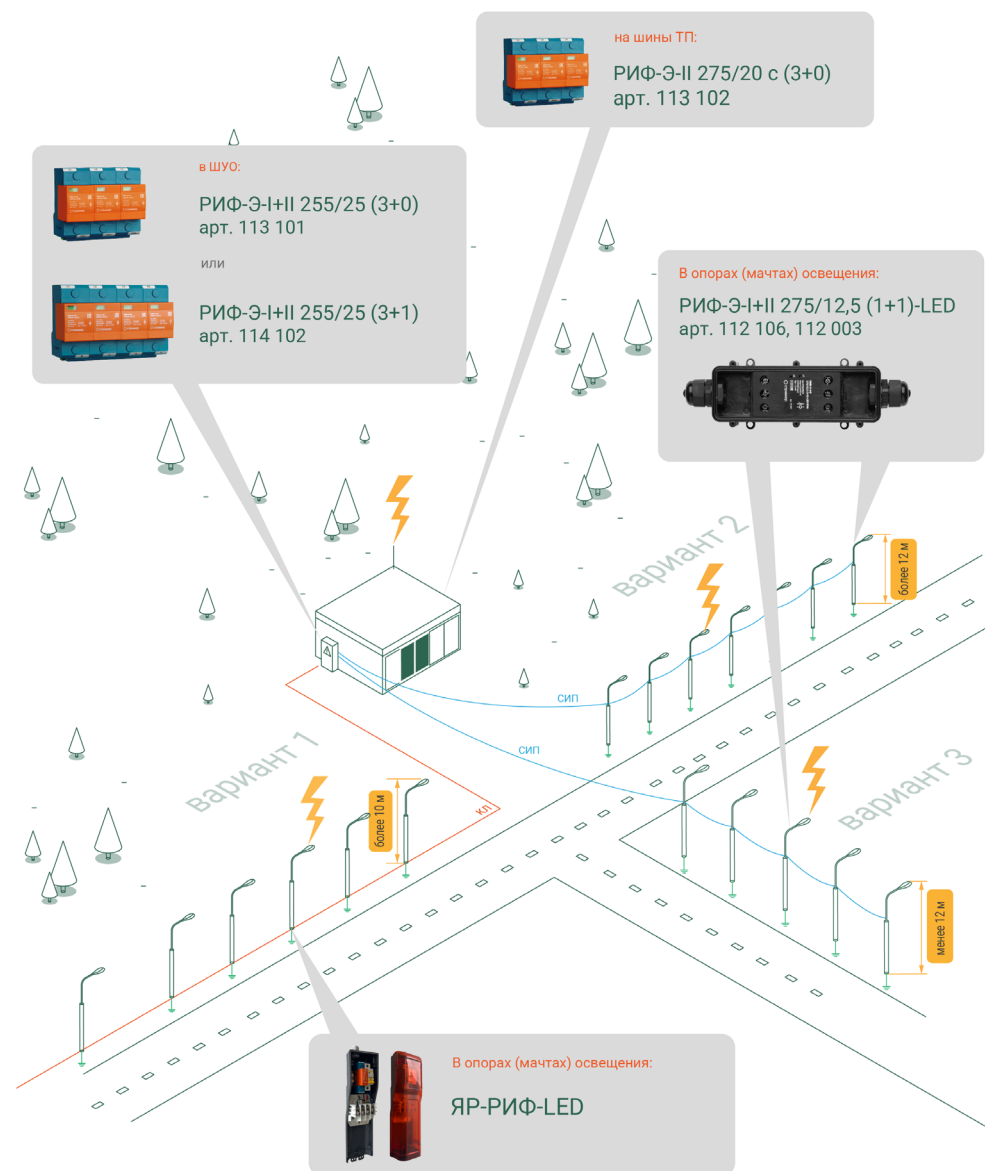 на шины ТП:
РИФ-Э-II 275/20 с (3+0)
арт. 113 102
в ШУО:
РИФ-Э-I+II 255/25 (3+0)
арт. 113 101
или
РИФ-Э-I+II 255/25 (3+1)
арт. 114 102
В опорах (мачтах) освещения:
РИФ-Э-I+II 275/12,5 (1+1)-LED
арт. 112 106, 112 003
вариант 2
более 12 м
СИП
СИП
вариант 1
вариант 3
более 10 м
КЛ
менее 12 м
В опорах (мачтах) освещения:
ЯР-РИФ-LED